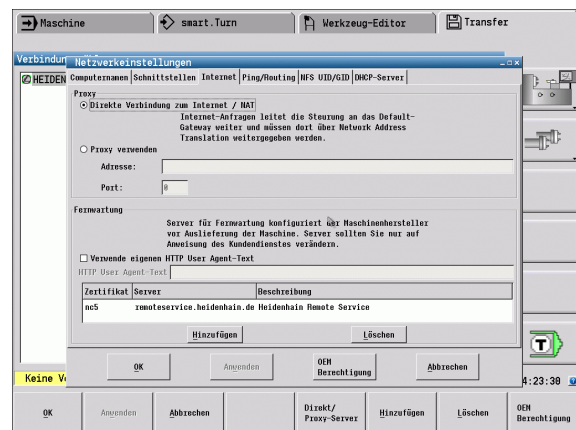 Maschine
smart.Turn
Werkzeug-Editor
Transfer
Netzwerkeinstellungen
HEIDEN
Computernamen Schnittstellen Internet Ping/Routing NFS UID/GID DHCP-Server
Proxy
Direkte Verbindung zum Internet / NAT
Internet-Anfragen leitet die Steurung an das Default-
Gateway weiter und müssen dort über Network Address
Translation weitergegeben werden.
Proxy verwenden
Adresse:
Port: 0
Fernwartung
Server für Fernwartung konfiguriert der Maschinenhersteller
vor Auslieferung der Maschine. Server sollten Sie nur auf
Anweisung des Kundendienstes verändern.
Verwende eigenen HTTP User Agent-Text
HTTP User Agent-Text
Zertifikat Server Beschreibung
nc5 remoteservice.heidenhain.de Heidenhain Remote Service
Hinzufügen Löschen
OK Anwenden OEM Berechtigung Abbrechen
Keine
4:23:30
OK Anwenden Abbrechen Direkt/ Proxy-Server Hinzufügen Löschen OEM Berechtigung